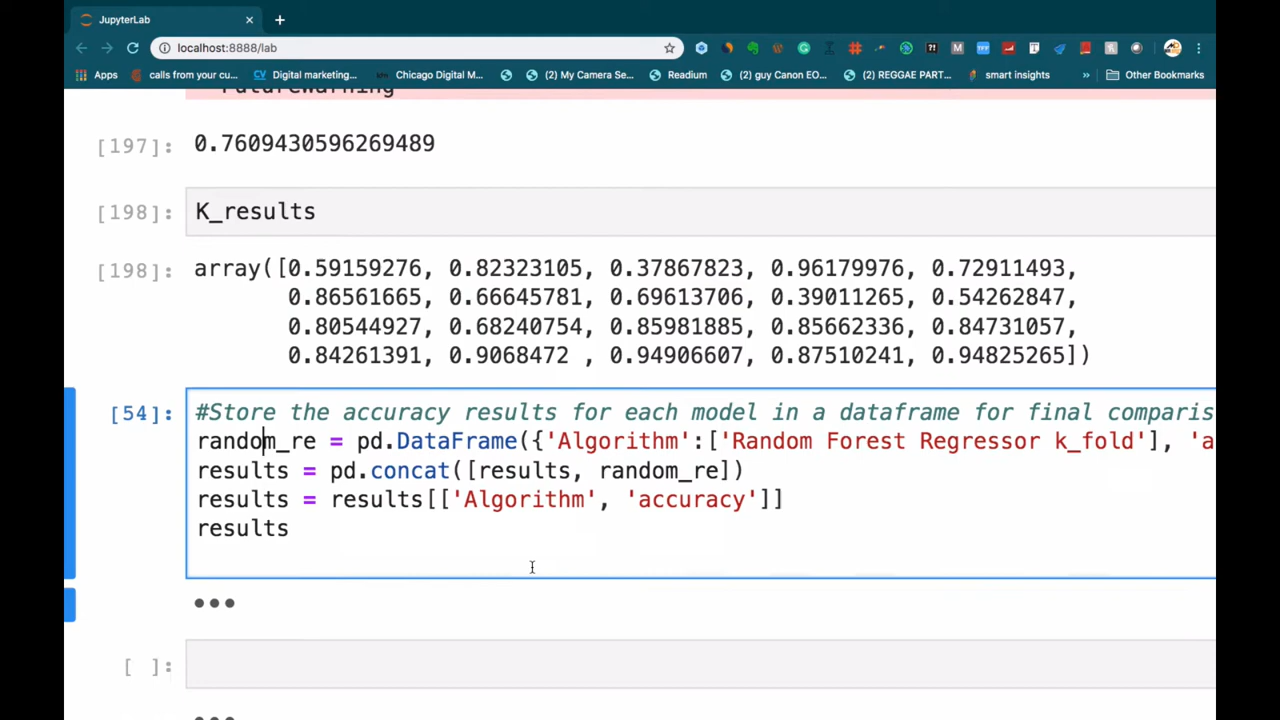 JupyterLab
localhost:8888/lab
Apps calls from your cu... Digital marketing... Chicago Digital M... (2) My Camera Se... Readium (2) guy Canon EO... (2) REGGAE PART... smart insights » Other Bookmarks
FutureWarning
[197]: 0.7609430596269489
[198]: K_results
[198]: array([0.59159276, 0.82323105, 0.37867823, 0.96179976, 0.72911493,
0.86561665, 0.66645781, 0.69613706, 0.39011265, 0.54262847,
0.80544927, 0.68240754, 0.85981885, 0.85662336, 0.84731057,
0.84261391, 0.9068472 , 0.94906607, 0.87510241, 0.94825265])
[54]: #Store the accuracy results for each model in a dataframe for final comparis
random_re = pd.DataFrame({'Algorithm':['Random Forest Regressor k_fold'], 'a
results = pd.concat([results, random_re])
results = results[['Algorithm', 'accuracy']]
results
[ ]: